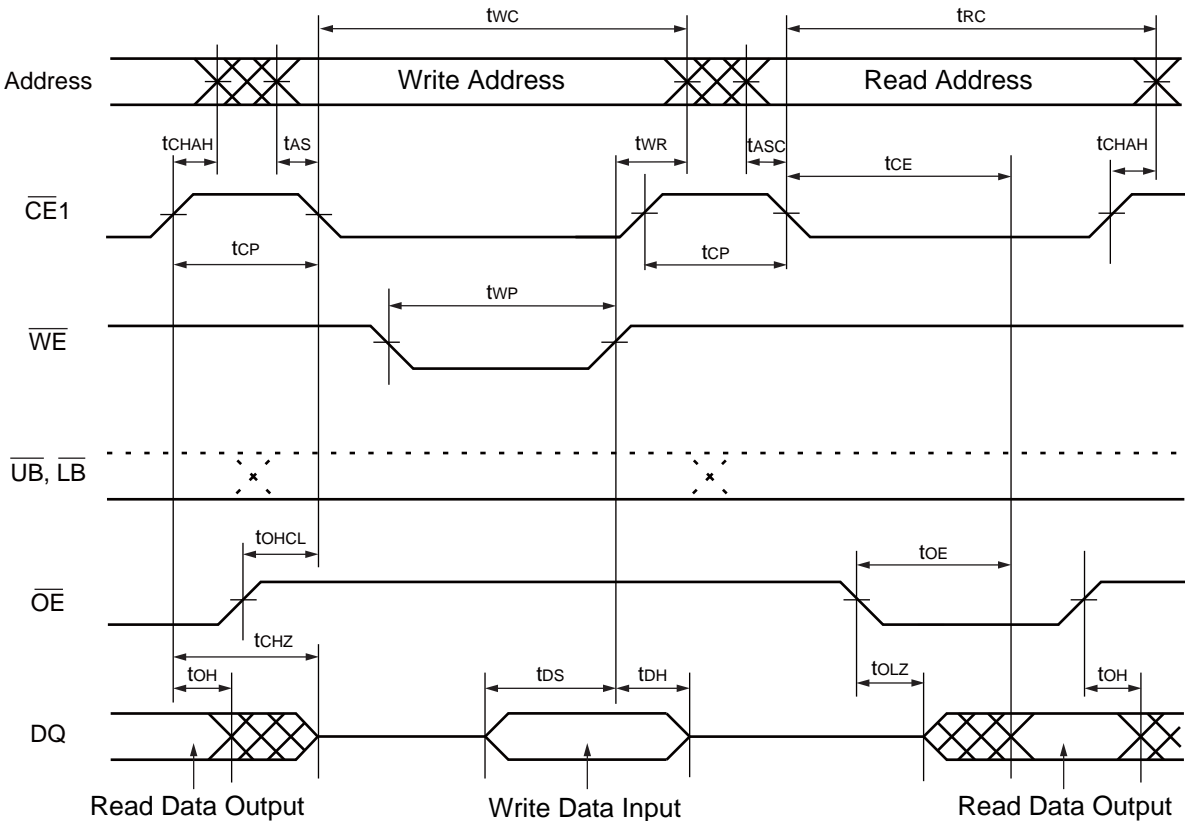 tWC
tRC
Address
Write Address
Read Address
tCHAH
tAS
tWR
tASC
tCE
tCHAH
CE1
tCP
tCP
tWP
WE
UB, LB
tOHCL
tOE
OE
tCHZ
tOH
tDS
tDH
tOLZ
tOH
DQ
Read Data Output
Write Data Input
Read Data Output